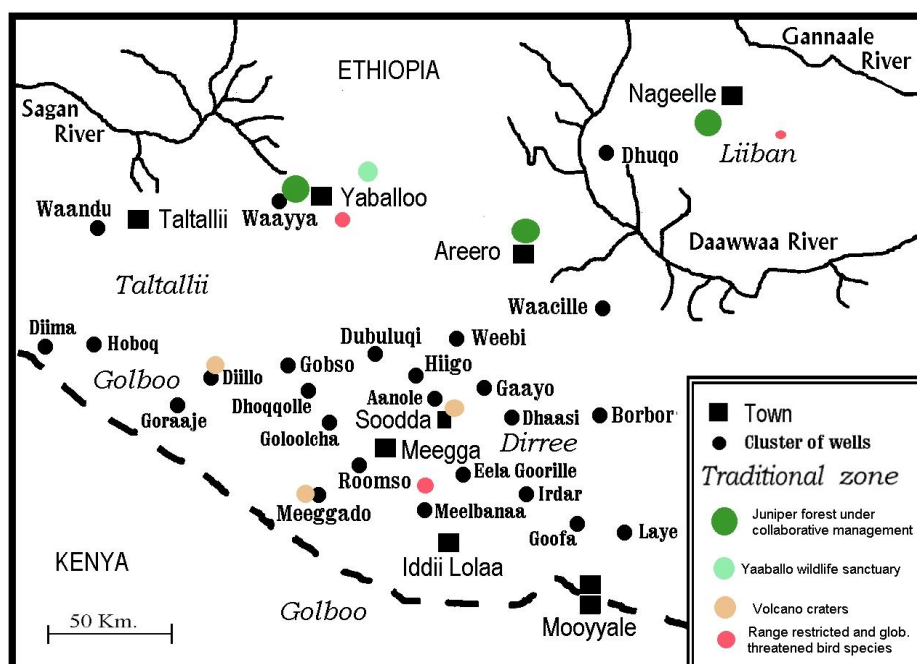 Gannaale
River
ETHIOPIA
Nageelle
Sagan
River
Liiban
Dhuqo
Yaballoo
Waayya
Waandu
Taltallii
Areero
Daawwaa River
Taltallii
Waacille
Diima
Hoboq
Dubuluqi
Weebi
Golboo
Diillo
Gobso
Hiigo
Gaayo
Goraaje
Dhoqqolle
Aanole
Goloolcha
Soodda
Dhaasi
Borbor
Dirree
Meegga
Roomso
Eela Goorille
Meeggado
Meelbanaa
Irdar
Goofa
Laye
Iddii Lolaa
KENYA
Golboo
Mooyyale
50 Km.
Town
Cluster of wells
Traditional zone
Juniper forest under
collaborative management
Yaaballo wildlife sanctuary
Volcano craters
Range restricted and glob.
threatened bird species